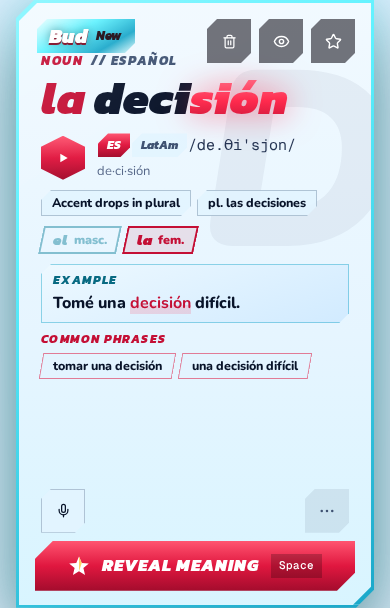 Bud New
NOUN // ESPAÑOL
la decisión
ES LatAm /de.θi'sjon/
de·ci·sión
Accent drops in plural pl. las decisiones
el masc. la fem.
EXAMPLE
Tomé una decisión difícil.
COMMON PHRASES
tomar una decisión una decisión difícil
REVEAL MEANING Space